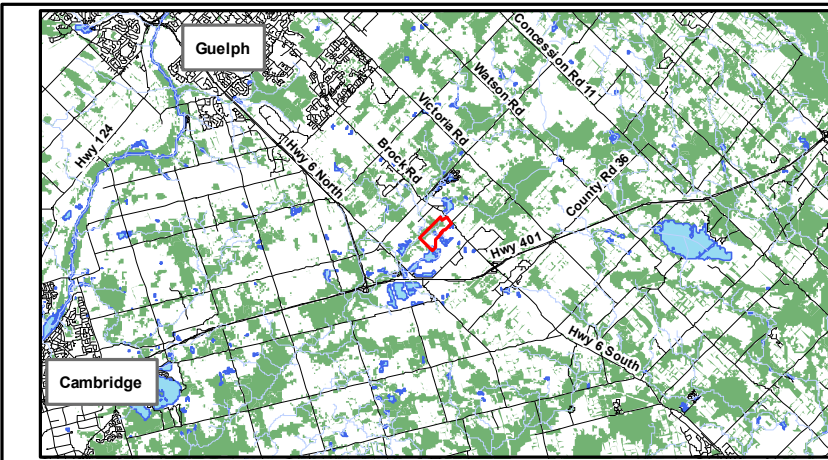 Guelph
Concession Rd 11
Watson Rd
Victoria Rd
Hwy 124
Brock Rd
Hwy 6 North
County Rd 36
Hwy 401
Hwy 6 South
Cambridge